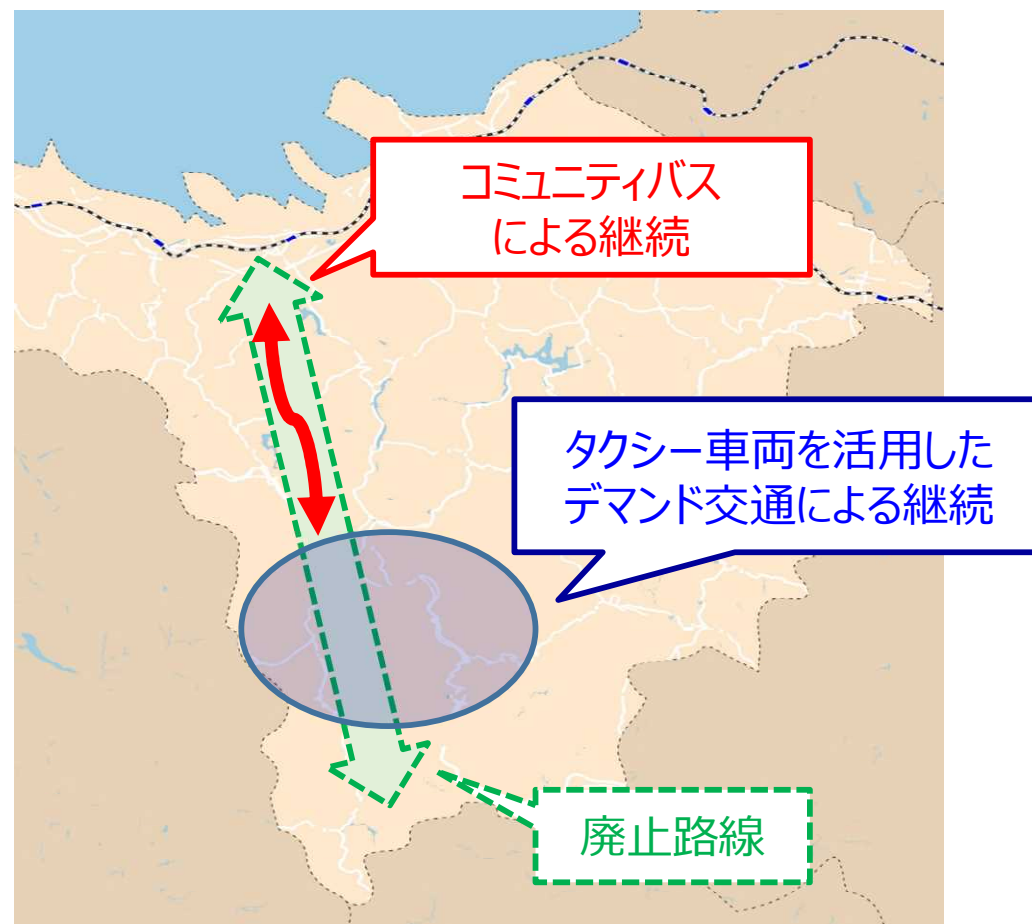 コミュニティバス
による継続
タクシー車両を活用した
デマンド交通による継続
廃止路線